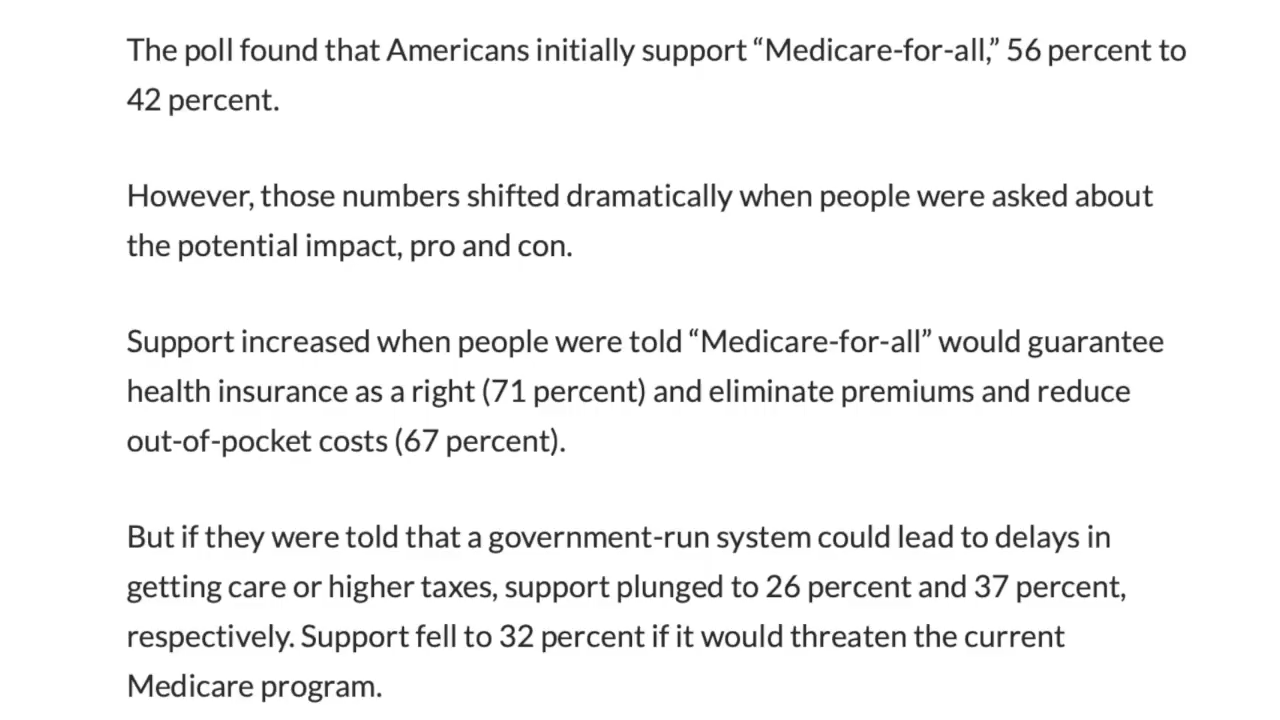 The poll found that Americans initially support “Medicare-for-all,” 56 percent to
42 percent.
However, those numbers shifted dramatically when people were asked about
the potential impact, pro and con.
Support increased when people were told “Medicare-for-all” would guarantee
health insurance as a right (71 percent) and eliminate premiums and reduce
out-of-pocket costs (67 percent).
But if they were told that a government-run system could lead to delays in
getting care or higher taxes, support plunged to 26 percent and 37 percent,
respectively. Support fell to 32 percent if it would threaten the current
Medicare program.